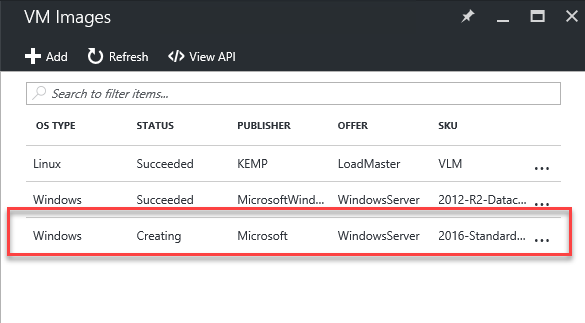 VM Images
Add Refresh </> View API
Search to filter items...
OS TYPE STATUS PUBLISHER OFFER SKU
Linux Succeeded KEMP LoadMaster VLM ...
Windows Succeeded MicrosoftWind... WindowsServer 2012-R2-Datac... ...
Windows Creating Microsoft WindowsServer 2016-Standard... ...